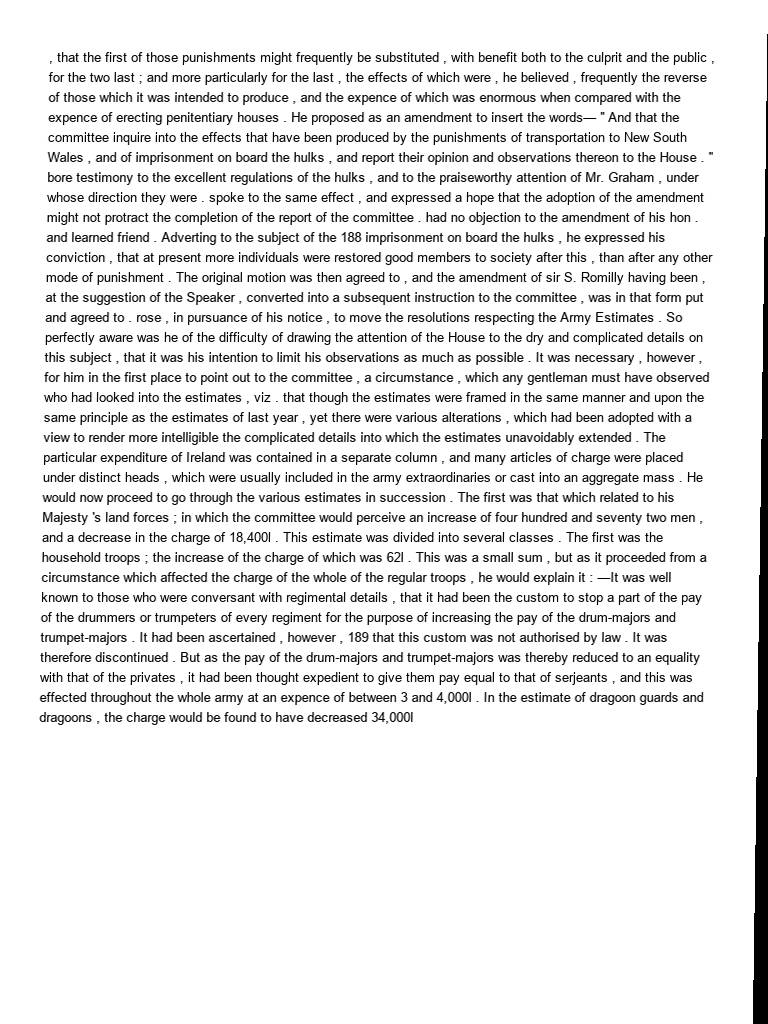 , that the first of those punishments might frequently be substituted , with benefit both to the culprit and the public ,
for the two last ; and more particularly for the last , the effects of which were , he believed , frequently the reverse
of those which it was intended to produce , and the expence of which was enormous when compared with the
expence of erecting penitentiary houses . He proposed as an amendment to insert the words— " And that the
committee inquire into the effects that have been produced by the punishments of transportation to New South
Wales , and of imprisonment on board the hulks , and report their opinion and observations thereon to the House . "
bore testimony to the excellent regulations of the hulks , and to the praiseworthy attention of Mr. Graham , under
whose direction they were . spoke to the same effect , and expressed a hope that the adoption of the amendment
might not protract the completion of the report of the committee . had no objection to the amendment of his hon .
and learned friend . Adverting to the subject of the 188 imprisonment on board the hulks , he expressed his
conviction , that at present more individuals were restored good members to society after this , than after any other
mode of punishment . The original motion was then agreed to , and the amendment of sir S. Romilly having been ,
at the suggestion of the Speaker , converted into a subsequent instruction to the committee , was in that form put
and agreed to . rose , in pursuance of his notice , to move the resolutions respecting the Army Estimates . So
perfectly aware was he of the difficulty of drawing the attention of the House to the dry and complicated details on
this subject , that it was his intention to limit his observations as much as possible . It was necessary , however ,
for him in the first place to point out to the committee , a circumstance , which any gentleman must have observed
who had looked into the estimates , viz . that though the estimates were framed in the same manner and upon the
same principle as the estimates of last year , yet there were various alterations , which had been adopted with a
view to render more intelligible the complicated details into which the estimates unavoidably extended . The
particular expenditure of Ireland was contained in a separate column , and many articles of charge were placed
under distinct heads , which were usually included in the army extraordinaries or cast into an aggregate mass . He
would now proceed to go through the various estimates in succession . The first was that which related to his
Majesty 's land forces ; in which the committee would perceive an increase of four hundred and seventy two men ,
and a decrease in the charge of 18,400l . This estimate was divided into several classes . The first was the
household troops ; the increase of the charge of which was 62l . This was a small sum , but as it proceeded from a
circumstance which affected the charge of the whole of the regular troops , he would explain it : —It was well
known to those who were conversant with regimental details , that it had been the custom to stop a part of the pay
of the drummers or trumpeters of every regiment for the purpose of increasing the pay of the drum-majors and
trumpet-majors . It had been ascertained , however , 189 that this custom was not authorised by law . It was
therefore discontinued . But as the pay of the drum-majors and trumpet-majors was thereby reduced to an equality
with that of the privates , it had been thought expedient to give them pay equal to that of serjeants , and this was
effected throughout the whole army at an expence of between 3 and 4,000l . In the estimate of dragoon guards and
dragoons , the charge would be found to have decreased 34,000l